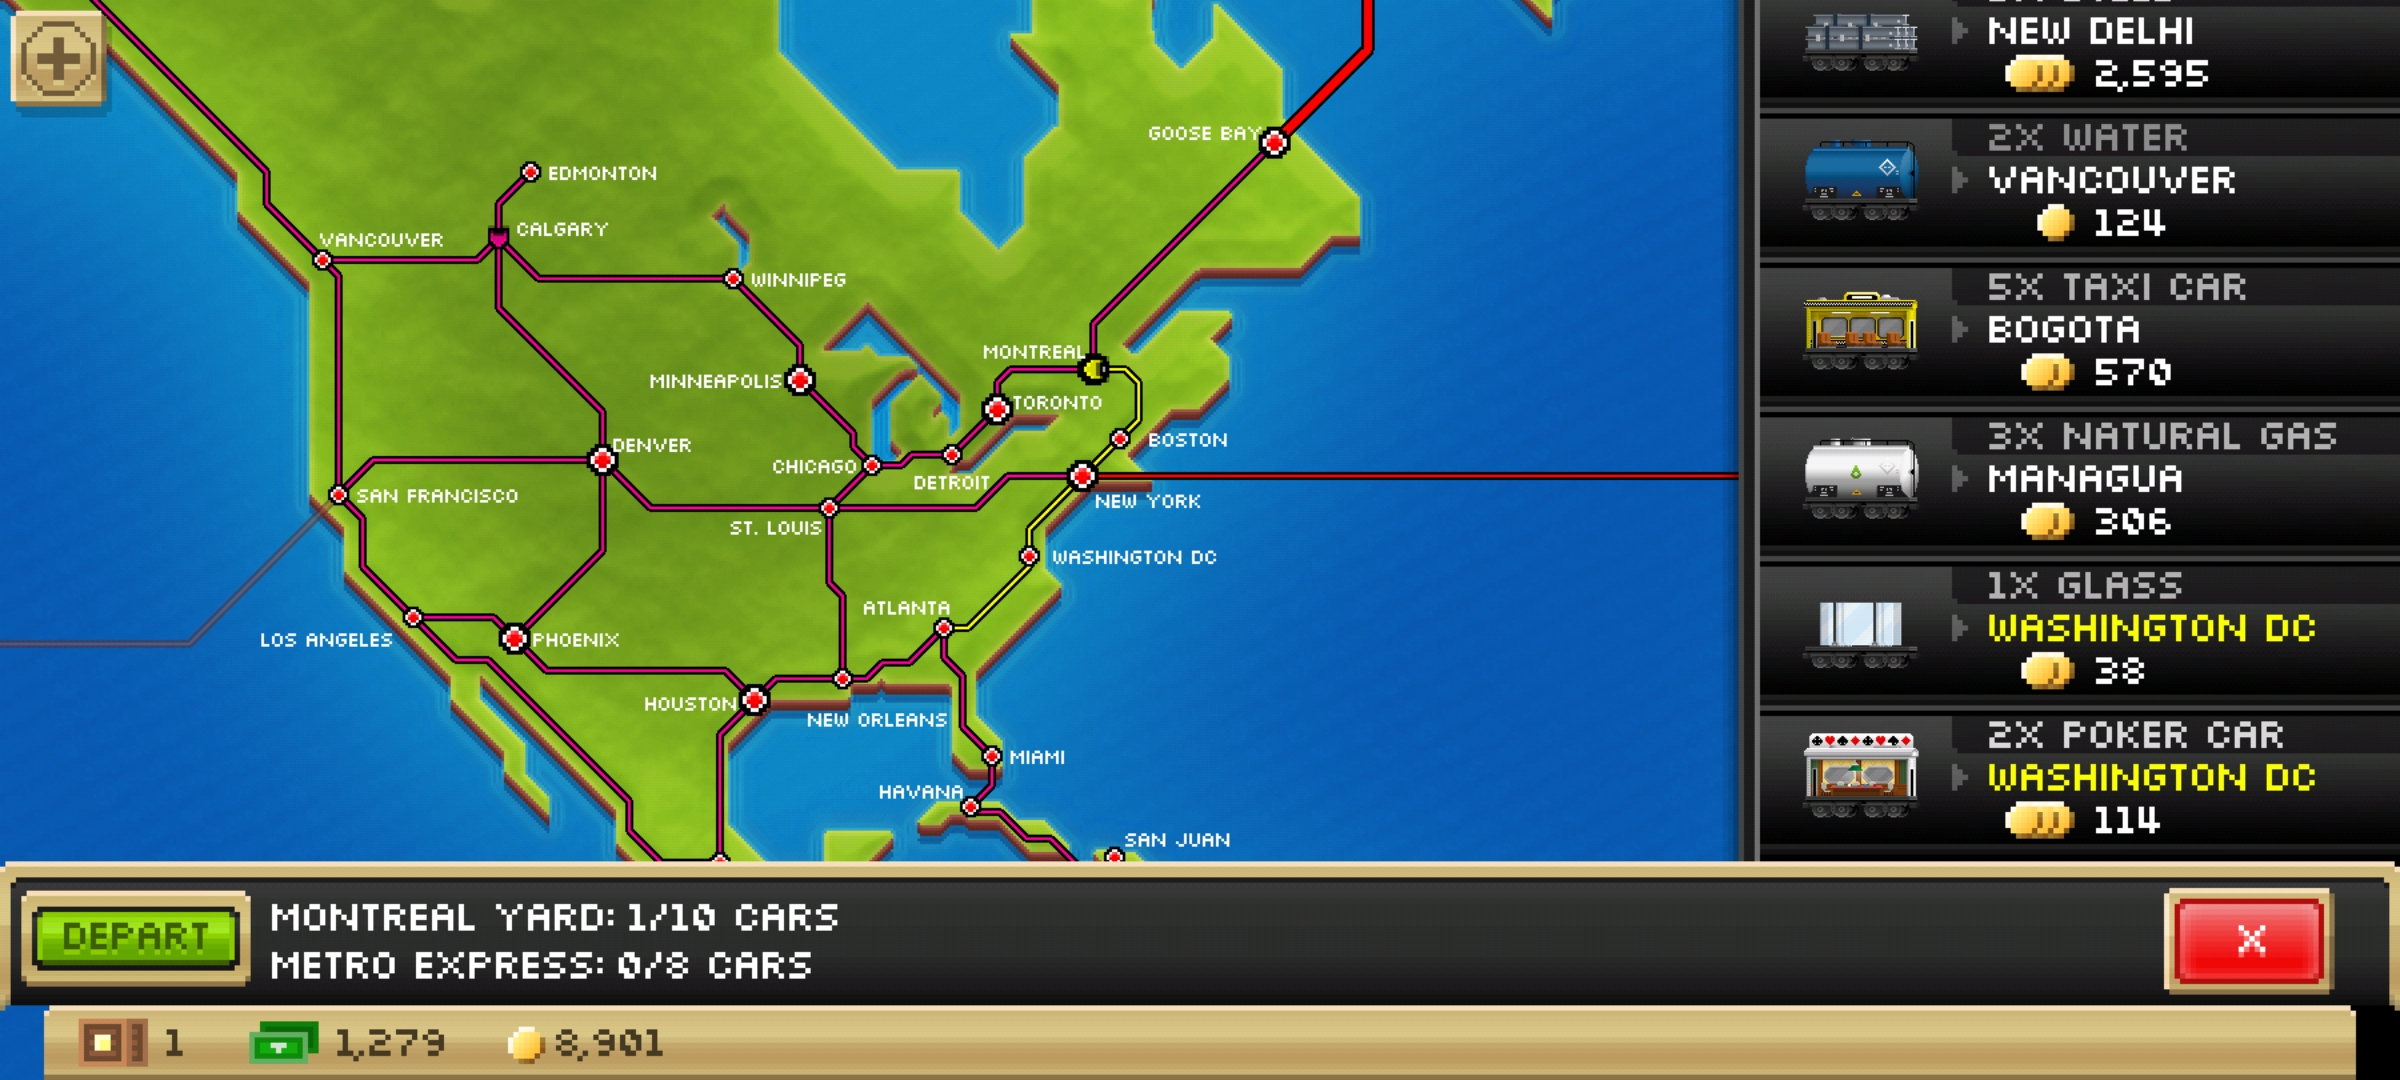 GOOSE BAY
EDMONTON
CALGARY
VANCOUVER
WINNIPEG
MONTREAL
MINNEAPOLIS
TORONTO
BOSTON
DENVER
CHICAGO
DETROIT
SAN FRANCISCO
NEW YORK
ST. LOUIS
WASHINGTON DC
ATLANTA
LOS ANGELES
PHOENIX
HOUSTON
NEW ORLEANS
MIAMI
HAVANA
SAN JUAN
NEW DELHI
2,595
2X WATER
VANCOUVER
124
5X TAXI CAR
BOGOTA
570
3X NATURAL GAS
MANAGUA
306
1X GLASS
WASHINGTON DC
38
2X POKER CAR
WASHINGTON DC
114
DEPART
MONTREAL YARD: 1/10 CARS
METRO EXPRESS: 0/8 CARS
X
1
1,279
8,901